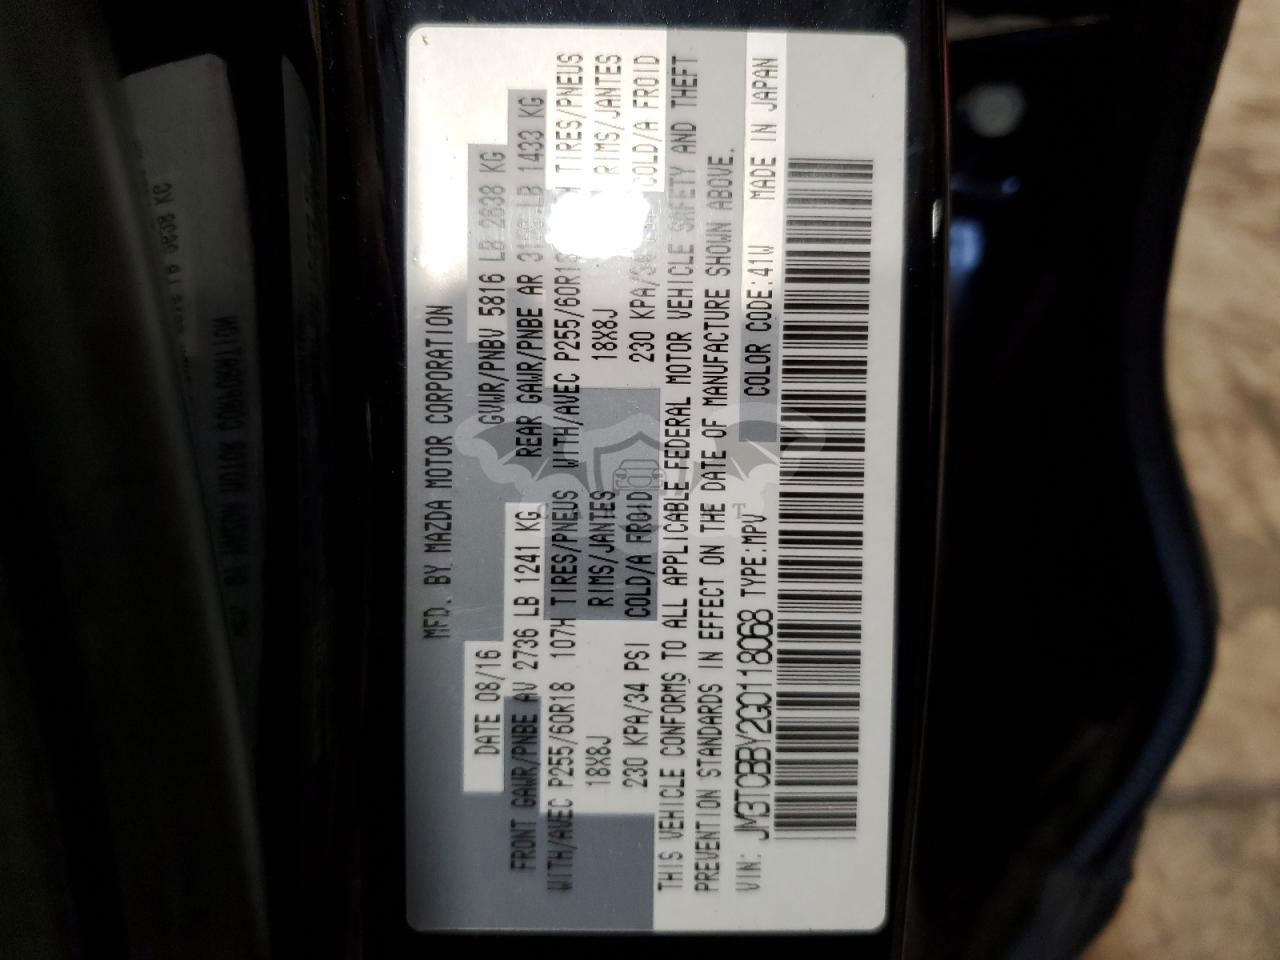 MFD. BY MAZDA MOTOR CORPORATION
DATE 08/16 GVWR/PNBV 5816 LB 2638 KG
FRONT GAWR/PNBE AV 2736 LB 1241 KG REAR GAWR/PNBE AR LB 1433 KG
WITH/AVEC P255/60R18 107H TIRES/PNEUS WITH/AVEC P255/60R18 TIRES/PNEUS
18X8J RIMS/JANTES 18X8J RIMS/JANTES
230 KPA/34 PSI COLD/A FROID 230 COLD/A FROID
THIS VEHICLE CONFORMS TO ALL APPLICABLE FEDERAL MOTOR VEHICLE SAFETY AND THEFT
PREVENTION STANDARDS IN EFFECT ON THE DATE OF MANUFACTURE SHOWN ABOVE.
VIN: JM3TCBBY2G0118068 TYPE:MPV COLOR CODE:41W MADE IN JAPAN